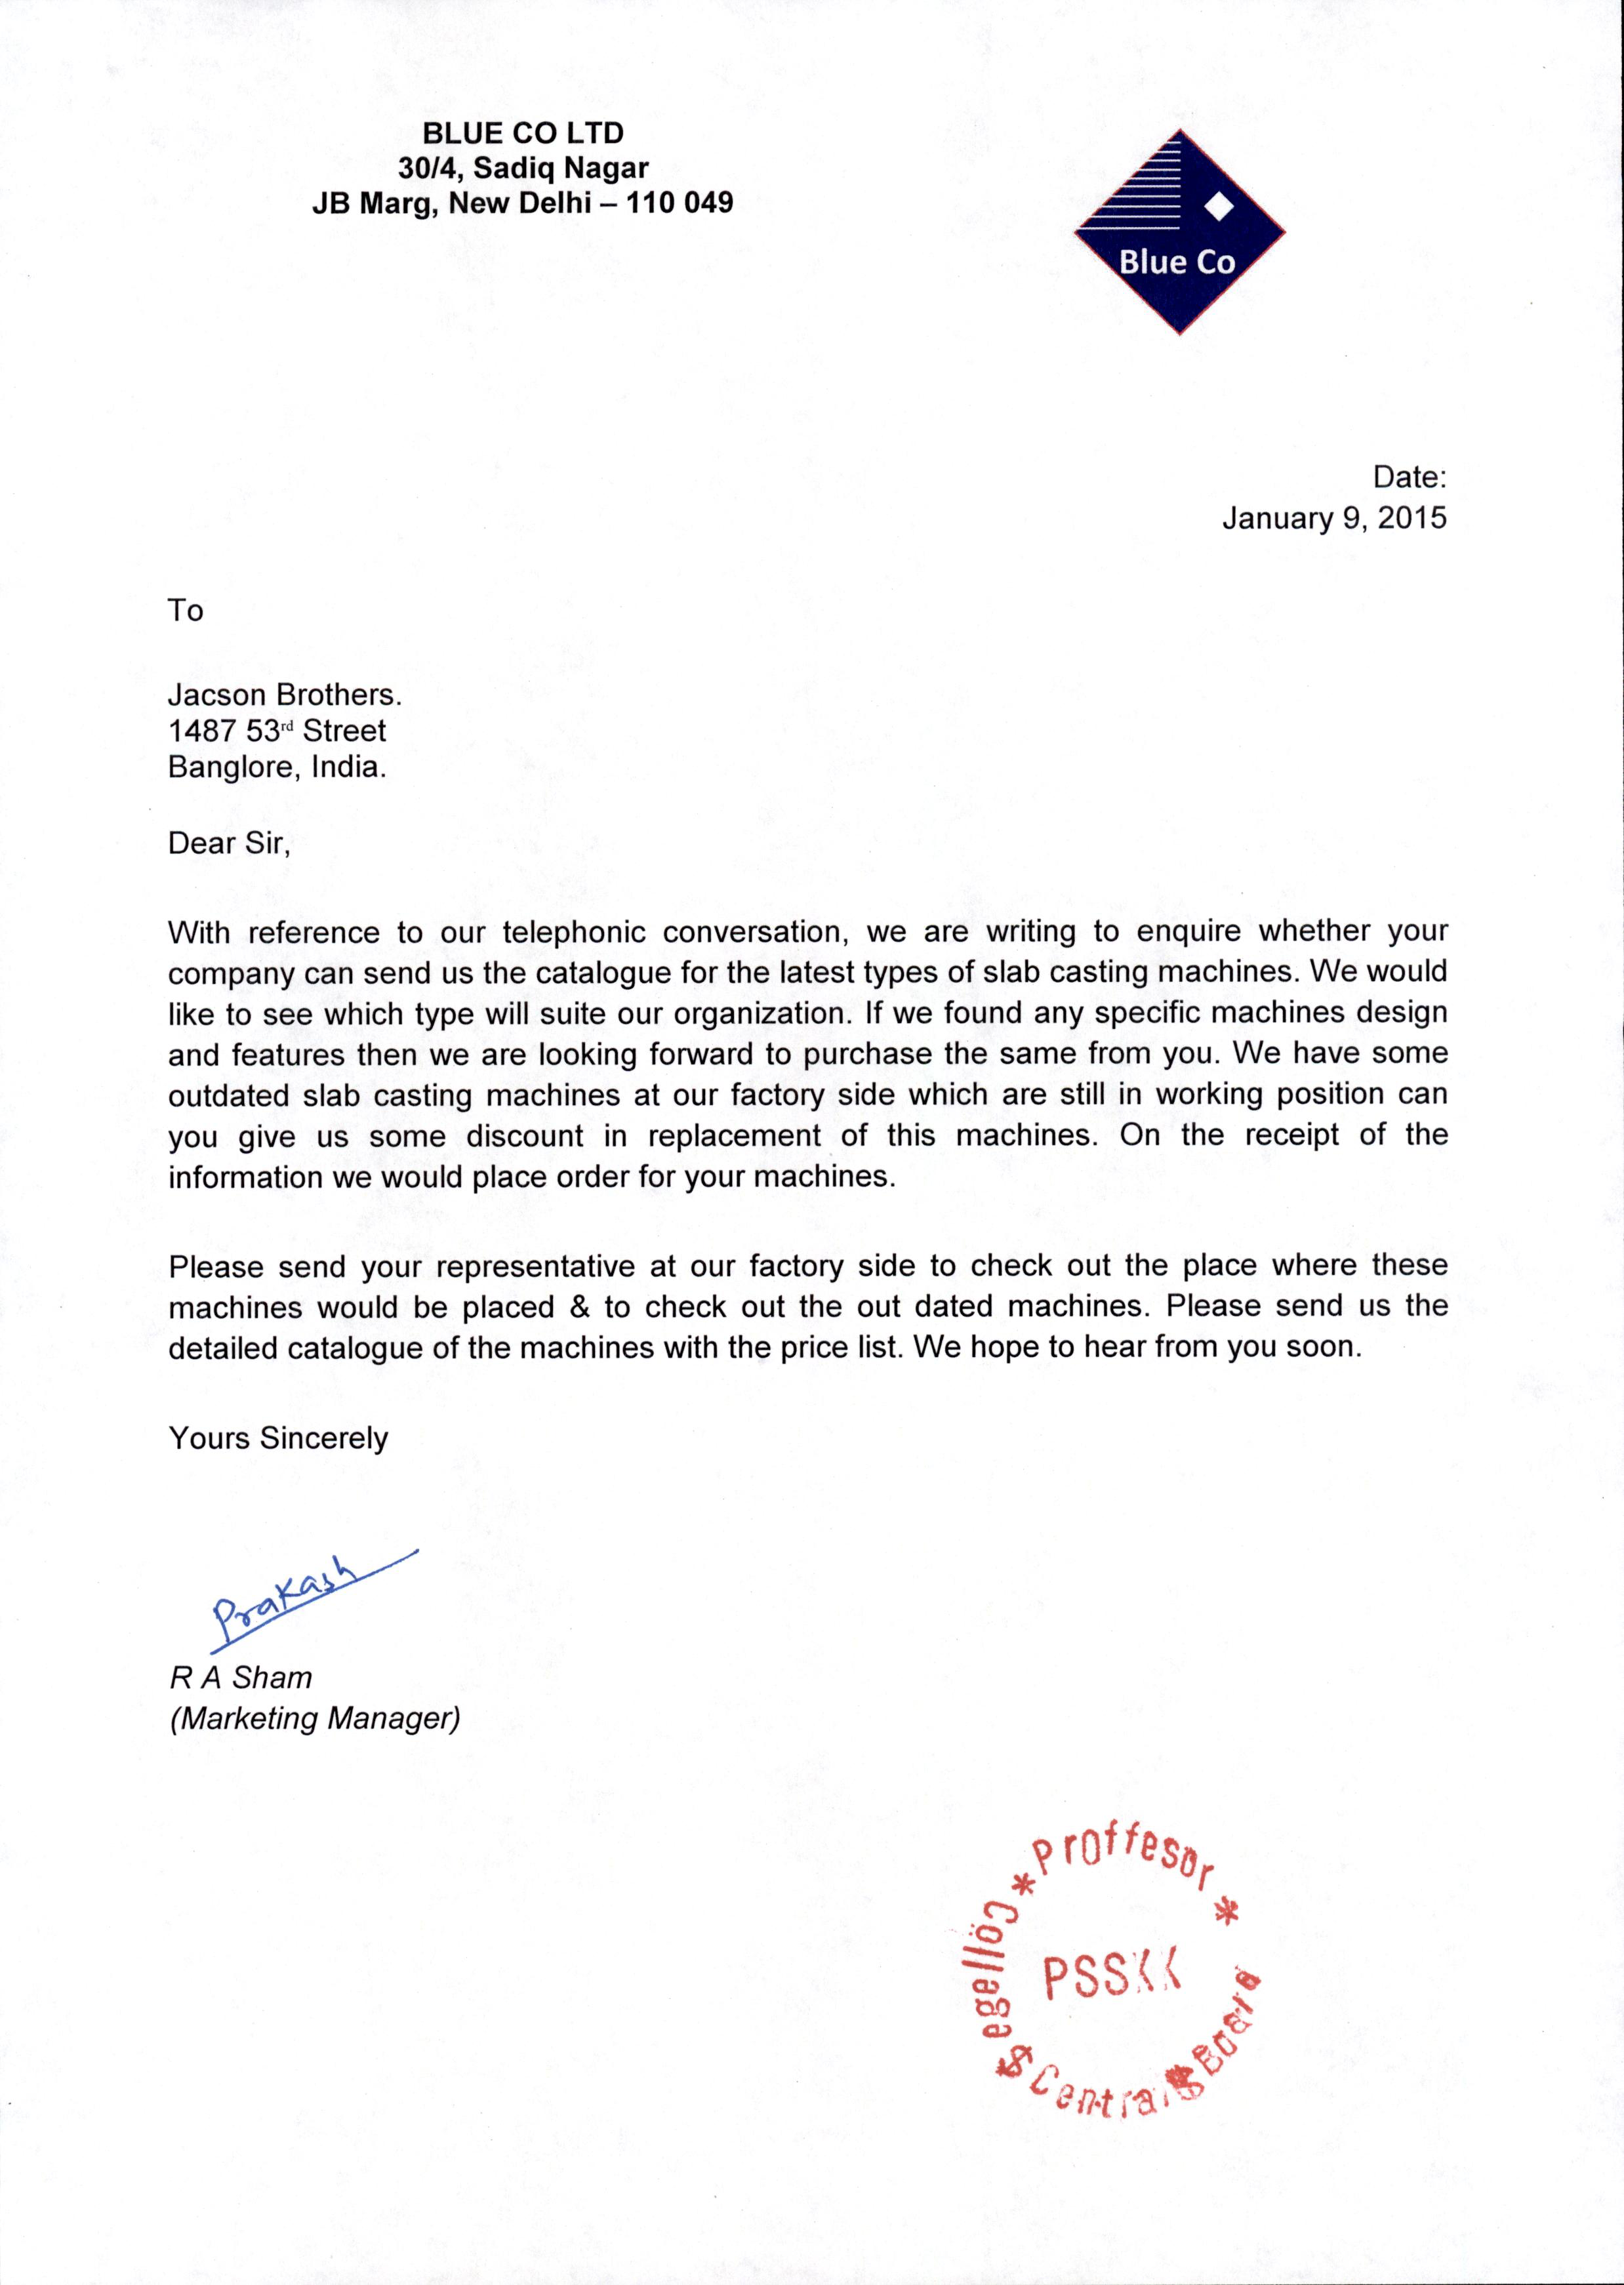 BLUE CO LTD
30/4, Sadiq Nagar
JB Marg, New Delhi – 110 049
Blue Co
Date:
January 9, 2015
To
Jacson Brothers.
1487 53rd Street
Banglore, India.
Dear Sir,
With reference to our telephonic conversation, we are writing to enquire whether your
company can send us the catalogue for the latest types of slab casting machines. We would
like to see which type will suite our organization. If we found any specific machines design
and features then we are looking forward to purchase the same from you. We have some
outdated slab casting machines at our factory side which are still in working position can
you give us some discount in replacement of this machines. On the receipt of the
information we would place order for your machines.
Please send your representative at our factory side to check out the place where these
machines would be placed & to check out the out dated machines. Please send us the
detailed catalogue of the machines with the price list. We hope to hear from you soon.
Yours Sincerely
Prakash
R A Sham
(Marketing Manager)
* Proffesor *
Central
Board